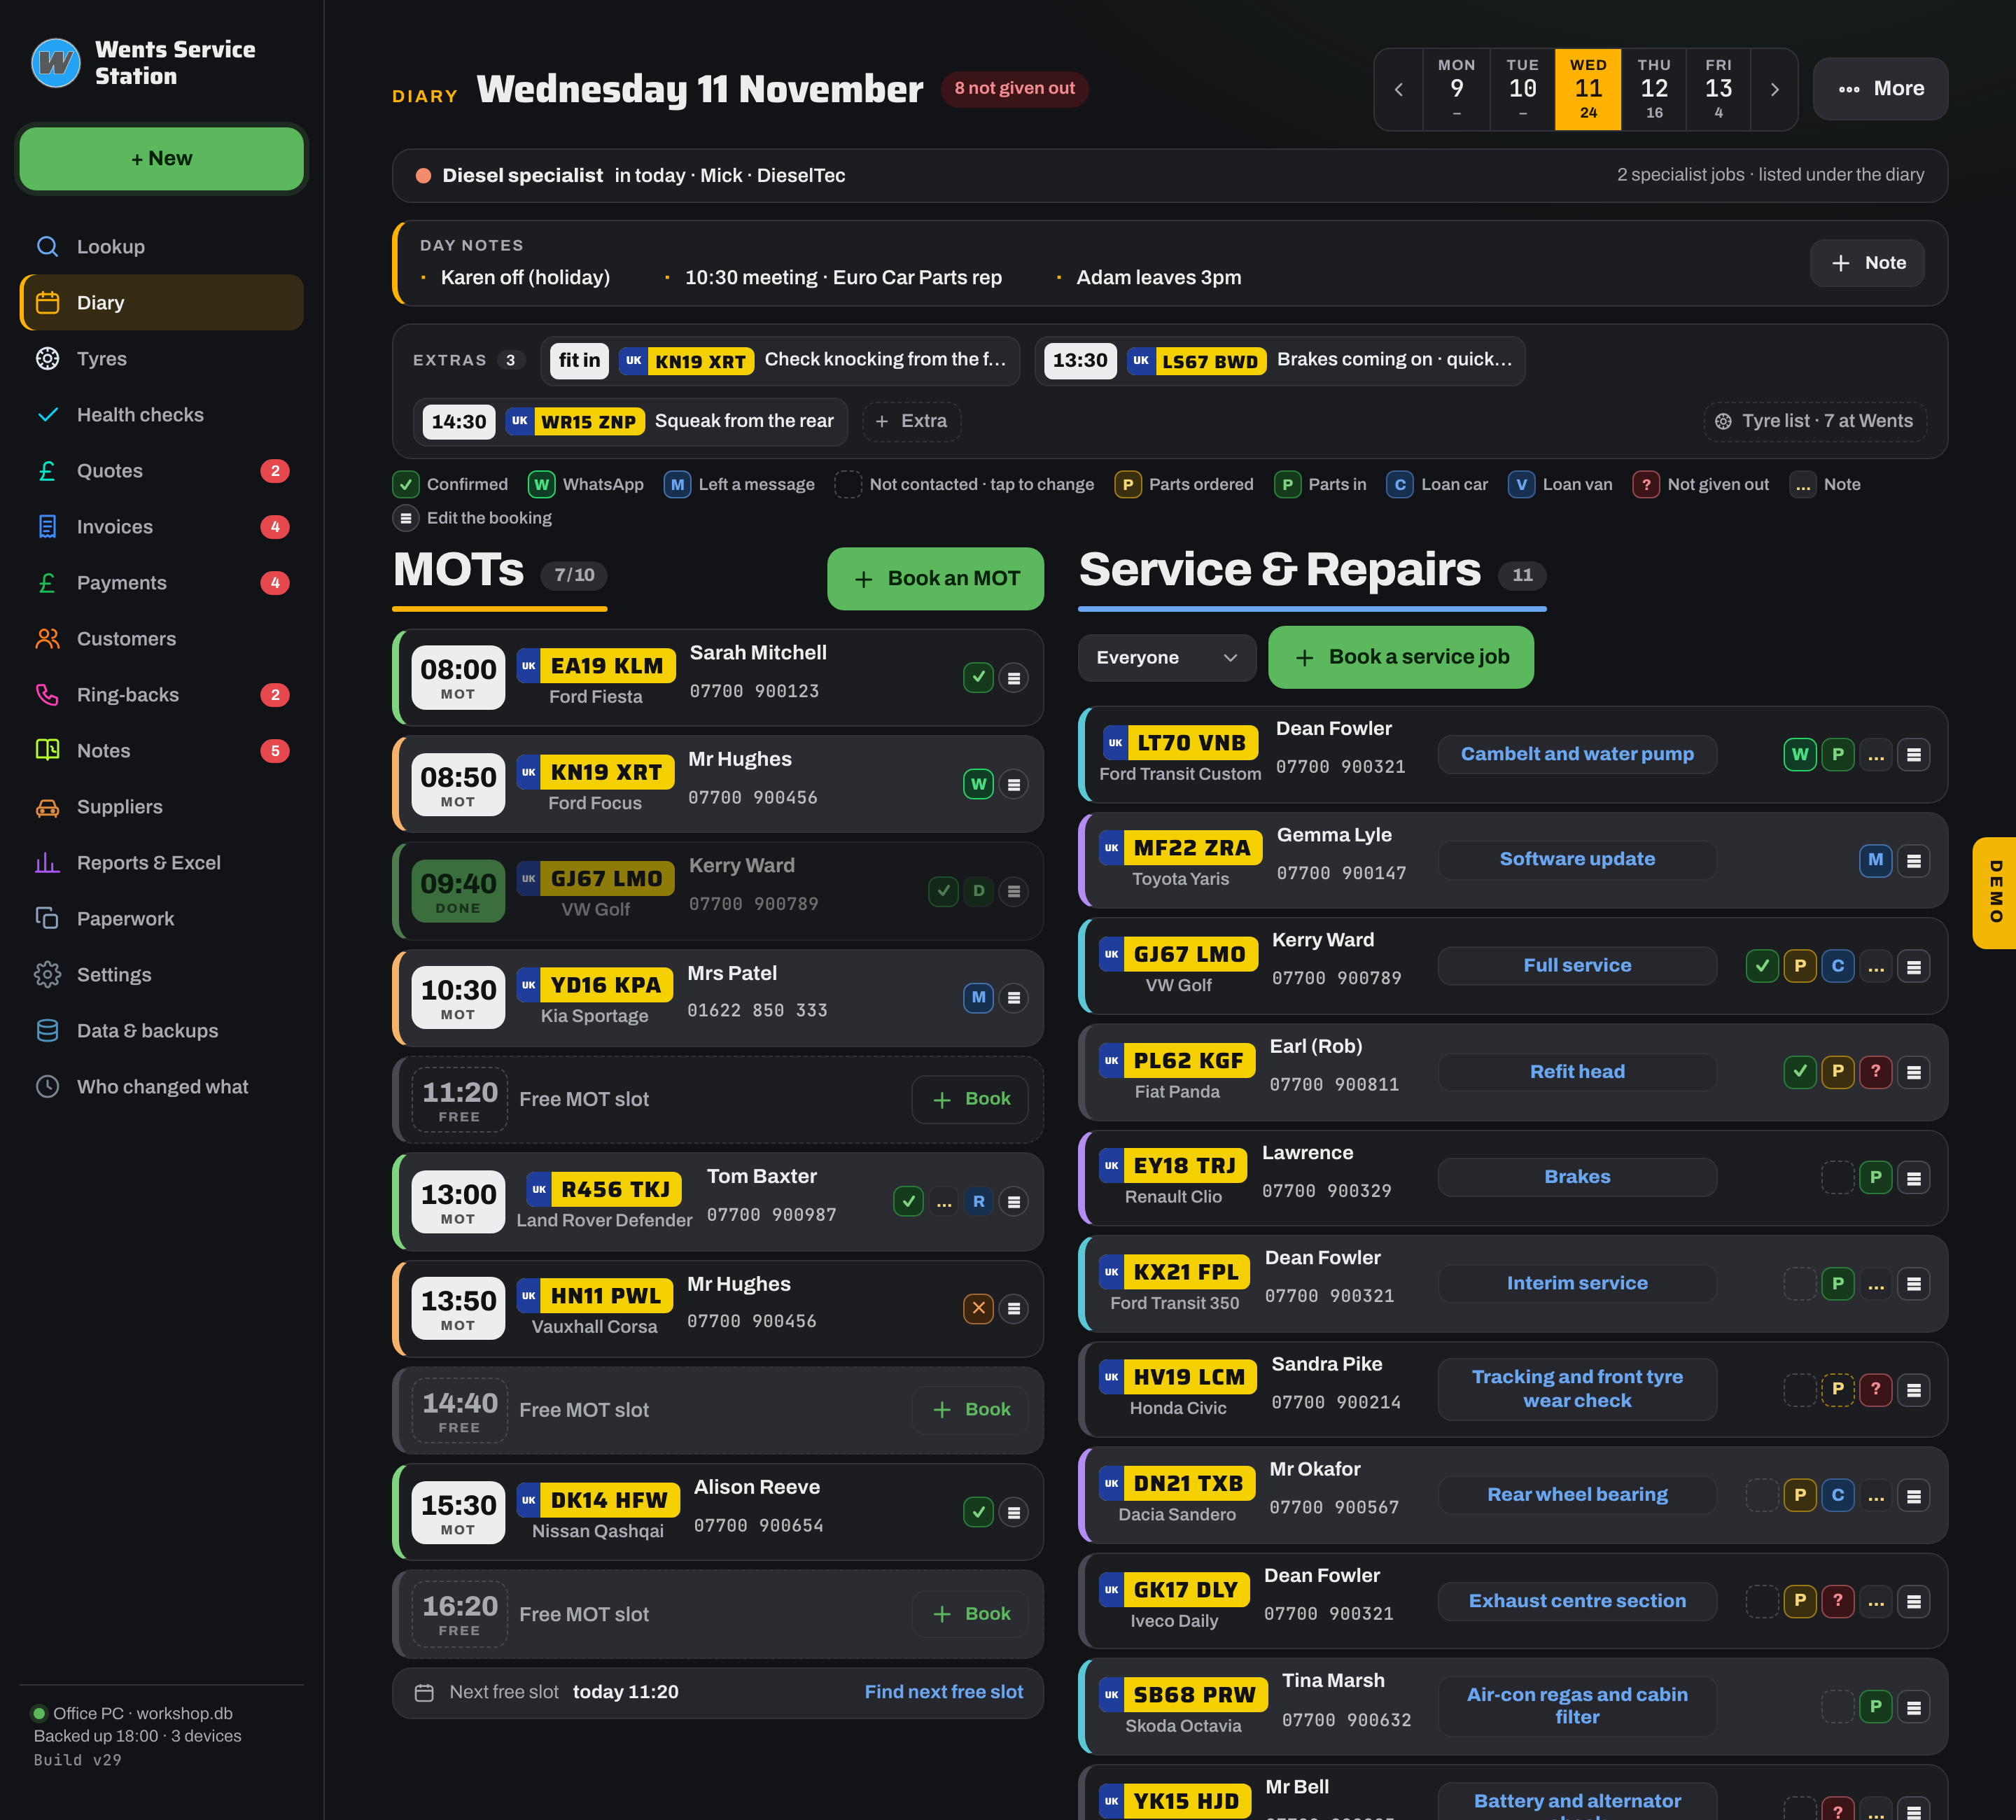 Wents Service
Station
+ New
Lookup
Diary
Tyres
Health checks
Quotes 2
Invoices 4
Payments 4
Customers
Ring-backs 2
Notes 5
Suppliers
Reports & Excel
Paperwork
Settings
Data & backups
Who changed what
Office PC · workshop.db
Backed up 18:00 · 3 devices
Build v29
DIARY Wednesday 11 November 8 not given out
MON TUE WED THU FRI
9 10 11 12 13
– – 24 16 4
More
Diesel specialist in today · Mick · DieselTec
2 specialist jobs · listed under the diary
DAY NOTES
· Karen off (holiday) · 10:30 meeting · Euro Car Parts rep · Adam leaves 3pm
+ Note
EXTRAS 3 fit in UK KN19 XRT Check knocking from the f… 13:30 UK LS67 BWD Brakes coming on · quick…
14:30 UK WR15 ZNP Squeak from the rear + Extra Tyre list · 7 at Wents
Confirmed W WhatsApp M Left a message Not contacted · tap to change P Parts ordered P Parts in C Loan car V Loan van ? Not given out … Note
Edit the booking
MOTs 7/10 + Book an MOT
08:00 MOT UK EA19 KLM Sarah Mitchell
Ford Fiesta 07700 900123
08:50 MOT UK KN19 XRT Mr Hughes W
Ford Focus 07700 900456
09:40 DONE UK GJ67 LMO Kerry Ward D
VW Golf 07700 900789
10:30 MOT UK YD16 KPA Mrs Patel M
Kia Sportage 01622 850 333
11:20 FREE Free MOT slot + Book
13:00 MOT UK R456 TKJ Tom Baxter … R
Land Rover Defender 07700 900987
13:50 MOT UK HN11 PWL Mr Hughes
Vauxhall Corsa 07700 900456
14:40 FREE Free MOT slot + Book
15:30 MOT UK DK14 HFW Alison Reeve
Nissan Qashqai 07700 900654
16:20 FREE Free MOT slot + Book
Next free slot today 11:20 Find next free slot
Service & Repairs 11
Everyone + Book a service job
UK LT70 VNB Dean Fowler Cambelt and water pump W P …
Ford Transit Custom 07700 900321
UK MF22 ZRA Gemma Lyle Software update M
Toyota Yaris 07700 900147
UK GJ67 LMO Kerry Ward Full service P C …
VW Golf 07700 900789
UK PL62 KGF Earl (Rob) Refit head P ?
Fiat Panda 07700 900811
UK EY18 TRJ Lawrence Brakes P
Renault Clio 07700 900329
UK KX21 FPL Dean Fowler Interim service P …
Ford Transit 350 07700 900321
UK HV19 LCM Sandra Pike Tracking and front tyre wear check P ?
Honda Civic 07700 900214
UK DN21 TXB Mr Okafor Rear wheel bearing P C …
Dacia Sandero 07700 900567
UK GK17 DLY Dean Fowler Exhaust centre section P ? …
Iveco Daily 07700 900321
UK SB68 PRW Tina Marsh Air-con regas and cabin filter P
Skoda Octavia 07700 900632
UK YK15 HJD Mr Bell Battery and alternator ? …
DEMO